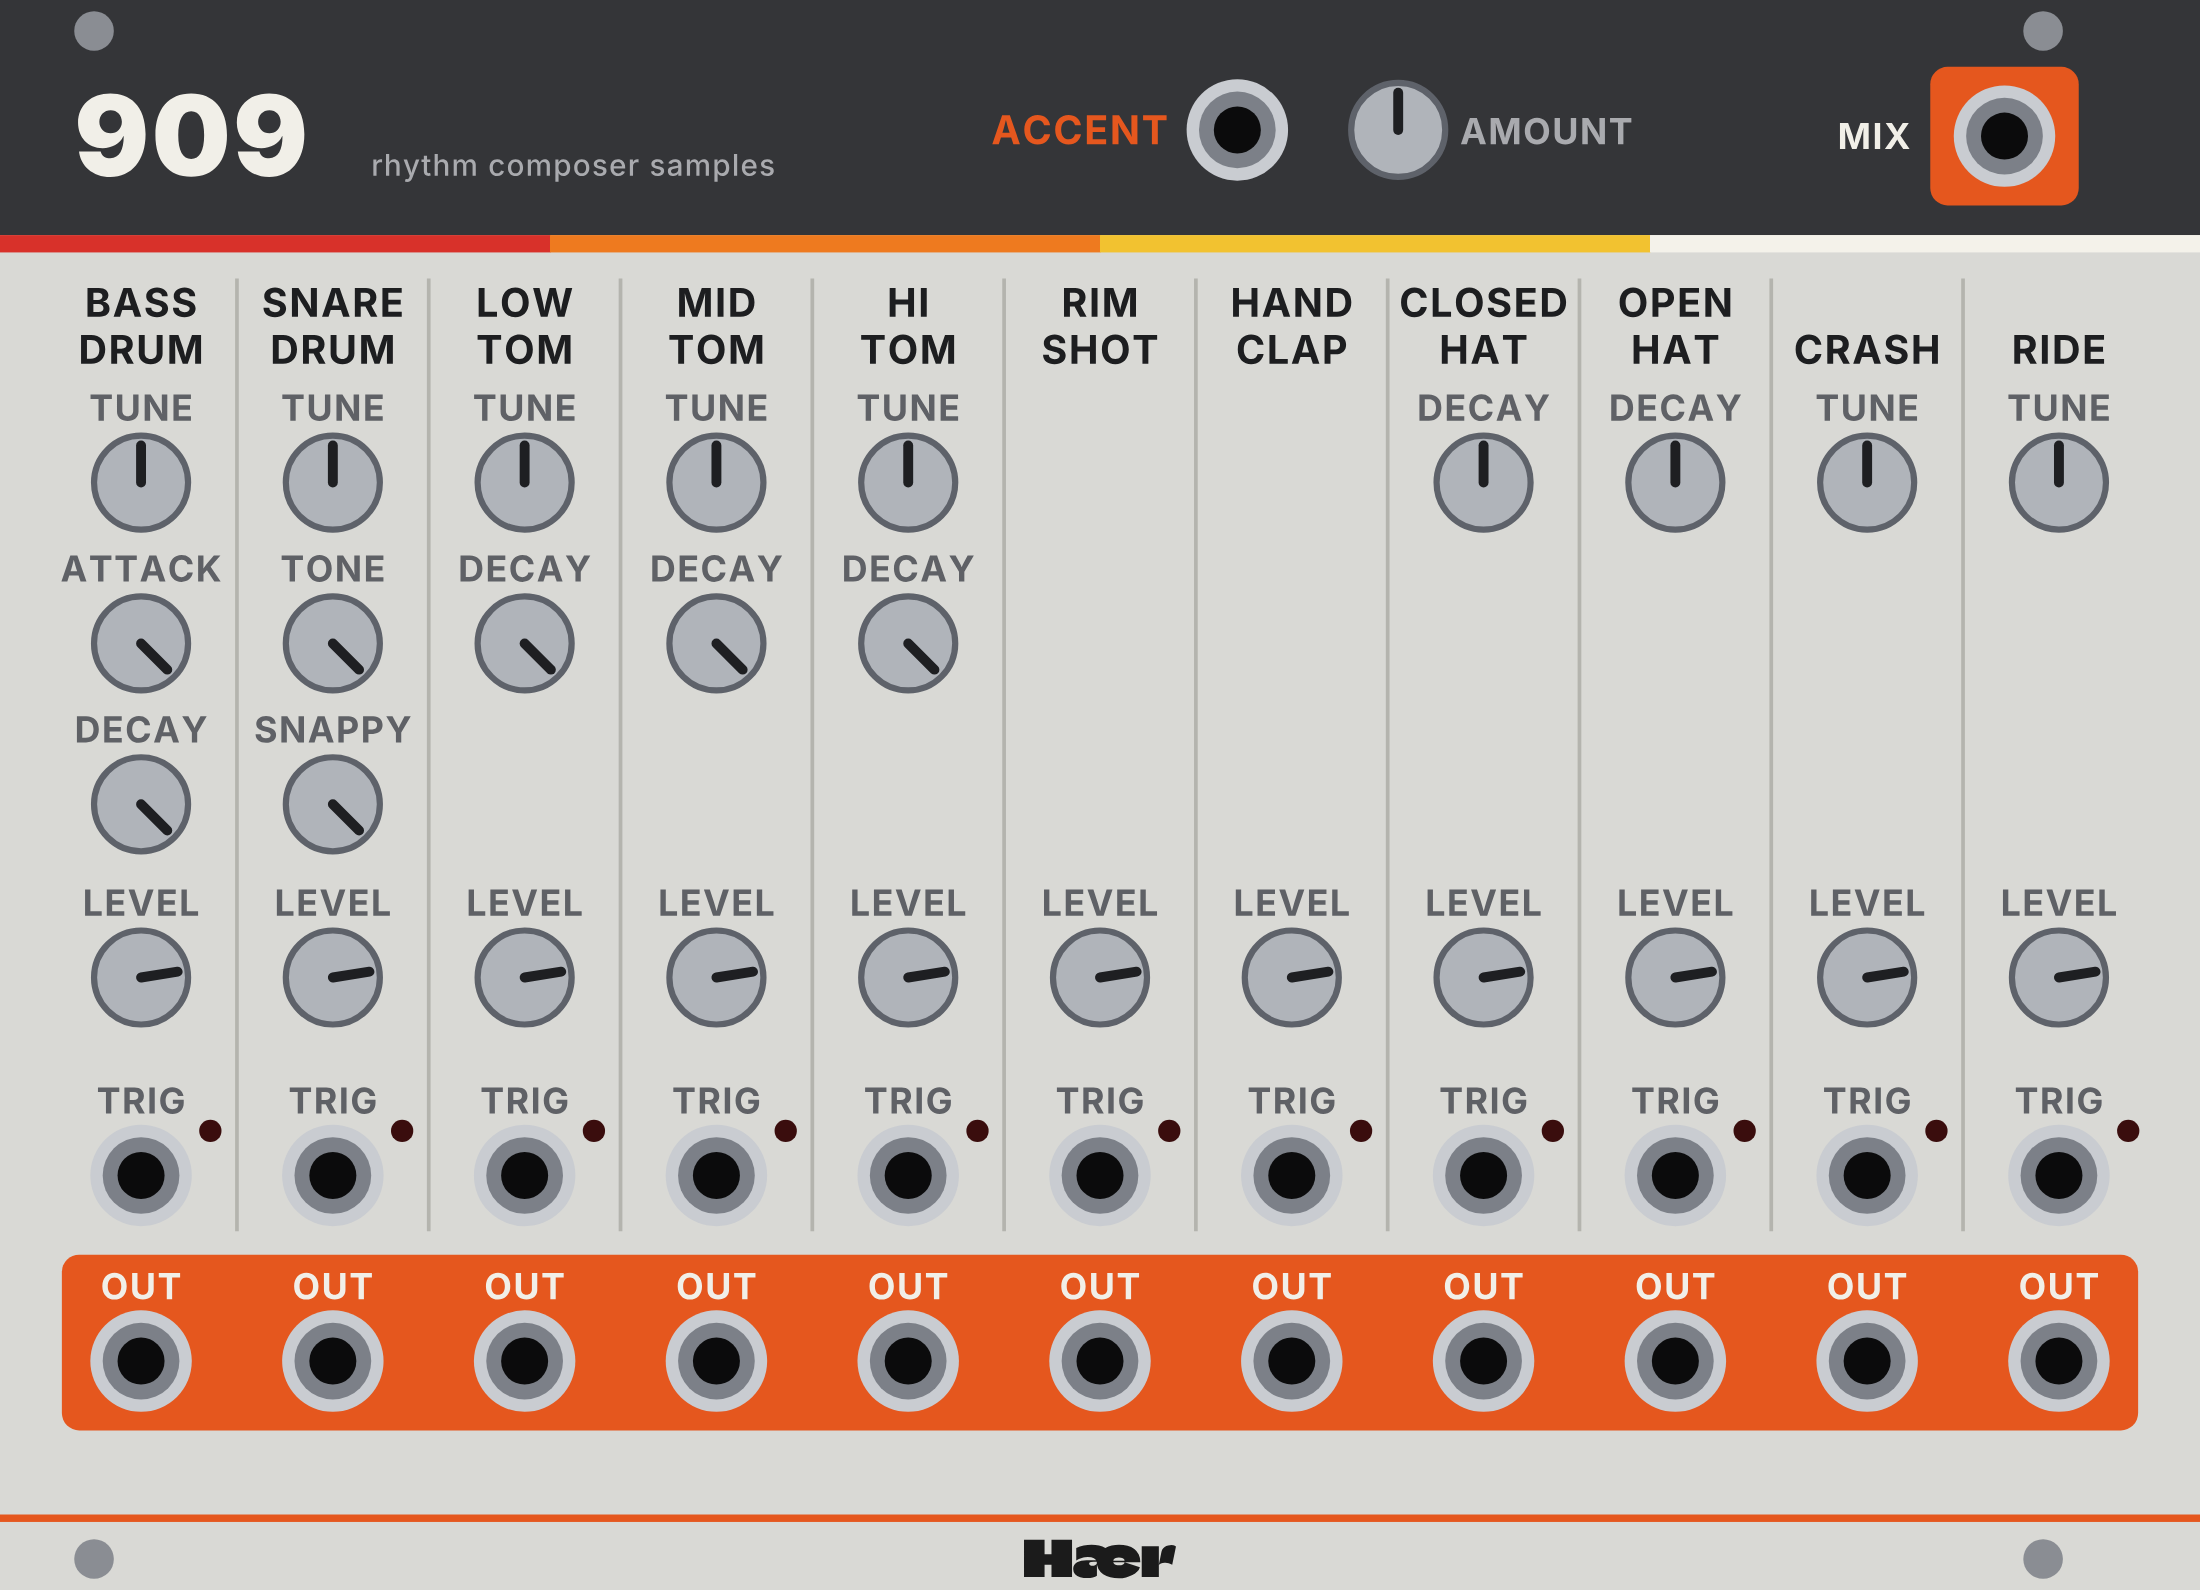 909
rhythm composer samples
ACCENT
AMOUNT
MIX
BASS DRUM
SNARE DRUM
LOW TOM
MID TOM
HI TOM
RIM SHOT
HAND CLAP
CLOSED HAT
OPEN HAT
CRASH
RIDE
TUNE TUNE TUNE TUNE TUNE DECAY DECAY TUNE TUNE
ATTACK TONE DECAY DECAY DECAY
DECAY SNAPPY
LEVEL LEVEL LEVEL LEVEL LEVEL LEVEL LEVEL LEVEL LEVEL LEVEL LEVEL
TRIG TRIG TRIG TRIG TRIG TRIG TRIG TRIG TRIG TRIG TRIG
OUT OUT OUT OUT OUT OUT OUT OUT OUT OUT OUT
Hær